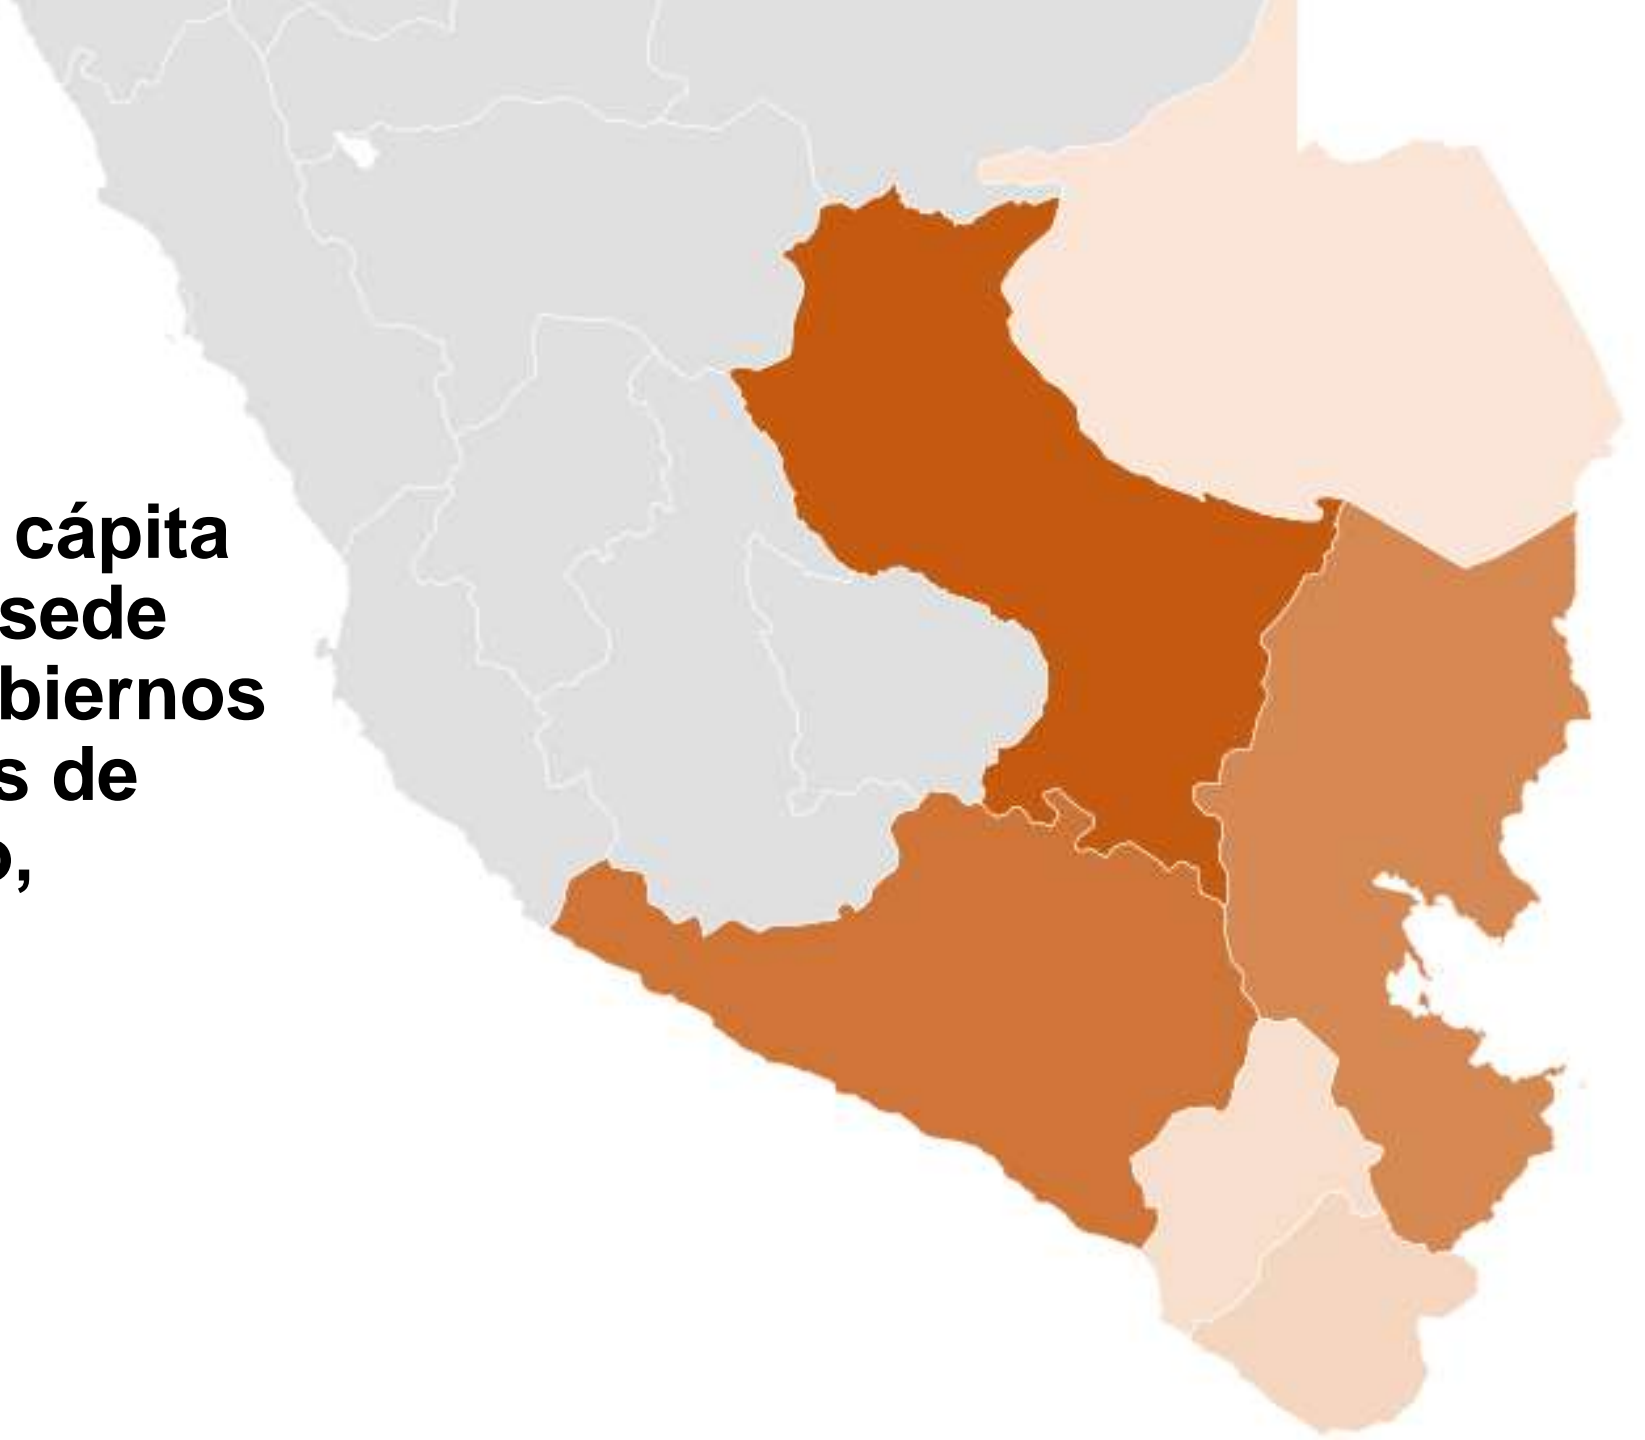 cápita
sede
biernos
s de
o,